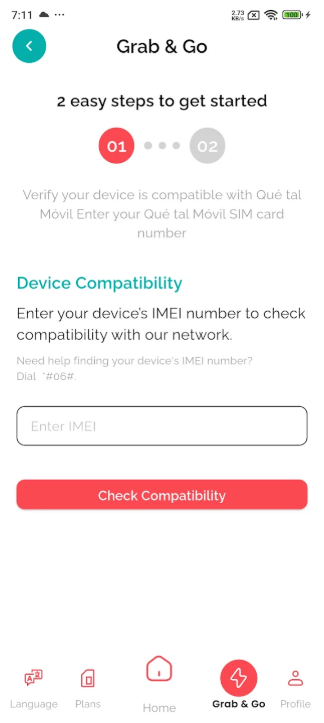 7:11
2.73
KB/s
100
Grab & Go
2 easy steps to get started
01
02
Verify your device is compatible with Qué tal
Móvil Enter your Qué tal Móvil SIM card
number
Device Compatibility
Enter your device's IMEI number to check
compatibility with our network.
Need help finding your device's IMEI number?
Dial *#06#.
Enter IMEI
Check Compatibility
Language
Plans
Home
Grab & Go
Profile